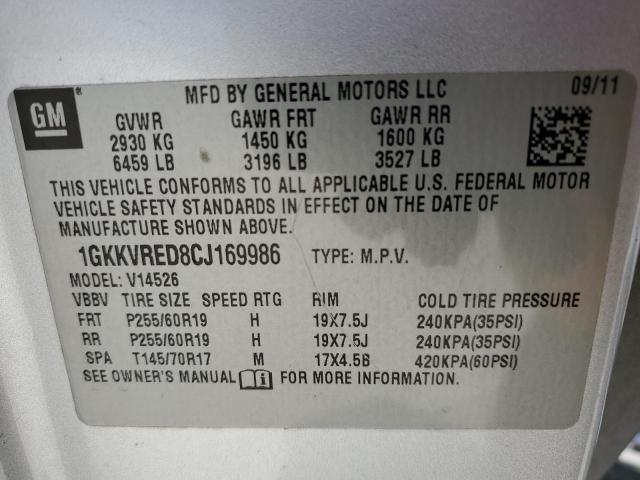 GM
MFD BY GENERAL MOTORS LLC 09/11
GVWR GAWR FRT GAWR RR
2930 KG 1450 KG 1600 KG
6459 LB 3196 LB 3527 LB
THIS VEHICLE CONFORMS TO ALL APPLICABLE U.S. FEDERAL MOTOR
VEHICLE SAFETY STANDARDS IN EFFECT ON THE DATE OF
MANUFACTURE SHOWN ABOVE.
1GKKVRED8CJ169986 TYPE: M.P.V.
MODEL: V14526
VBBV TIRE SIZE SPEED RTG RIM COLD TIRE PRESSURE
FRT P255/60R19 H 19X7.5J 240KPA(35PSI)
RR P255/60R19 H 19X7.5J 240KPA(35PSI)
SPA T145/70R17 M 17X4.5B 420KPA(60PSI)
SEE OWNER'S MANUAL FOR MORE INFORMATION.